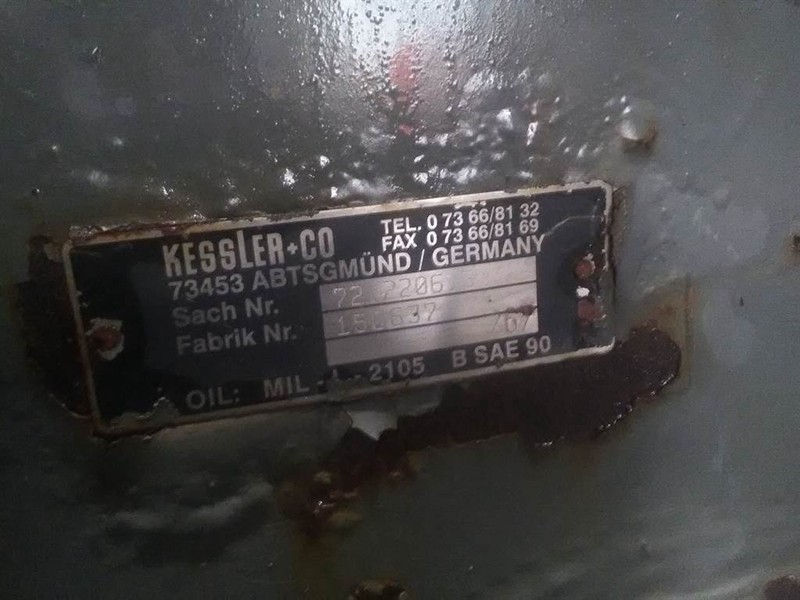 KESSLER+CO
TEL. 0 73 66/81 32
FAX 0 73 66/81 69
73453 ABTSGMÜND / GERMANY
Sach Nr. 72
Fabrik Nr.
OIL: MIL 2105 B SAE 90